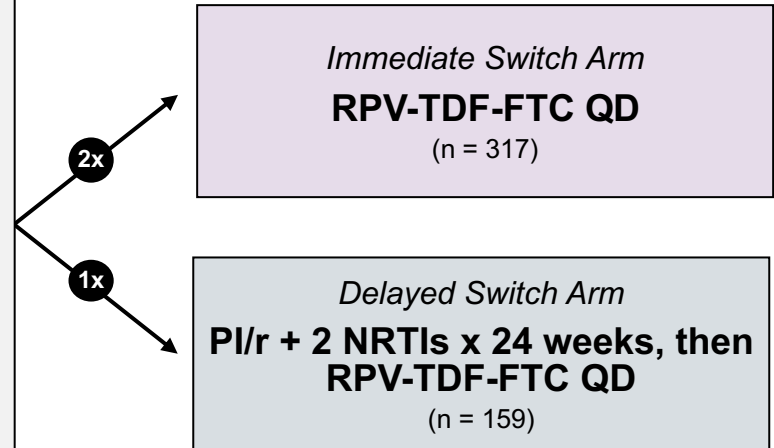 Immediate Switch Arm
RPV-TDF-FTC QD
(n = 317)
2x
1x
Delayed Switch Arm
PI/r + 2 NRTIs x 24 weeks, then
RPV-TDF-FTC QD
(n = 159)